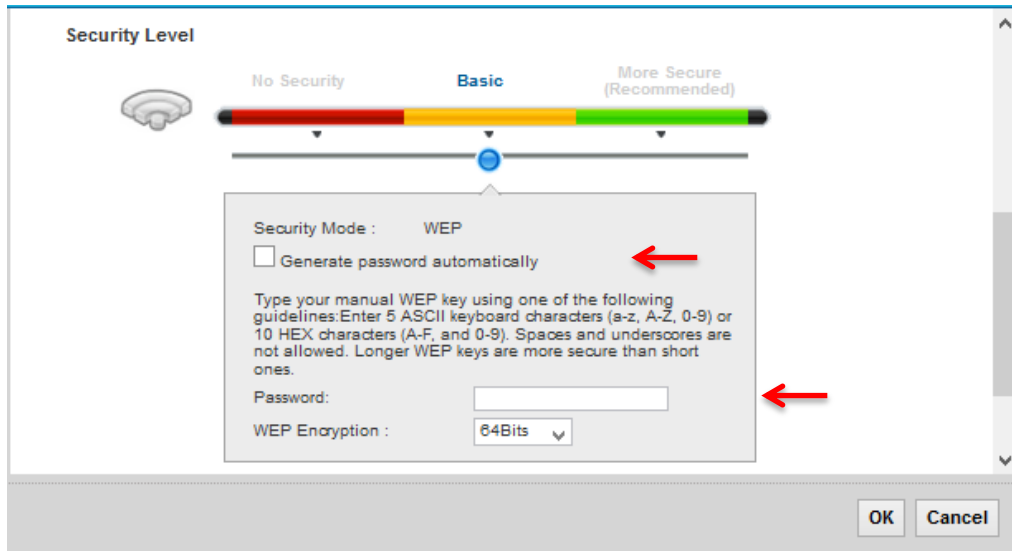 Security Level
No Security
Basic
More Secure
(Recommended)
Security Mode : WEP
Generate password automatically
Type your manual WEP key using one of the following
guidelines:Enter 5 ASCII keyboard characters (a-z, A-Z, 0-9) or
10 HEX characters (A-F, and 0-9). Spaces and underscores are
not allowed. Longer WEP keys are more secure than short
ones.
Password:
WEP Encryption : 64Bits
OK
Cancel